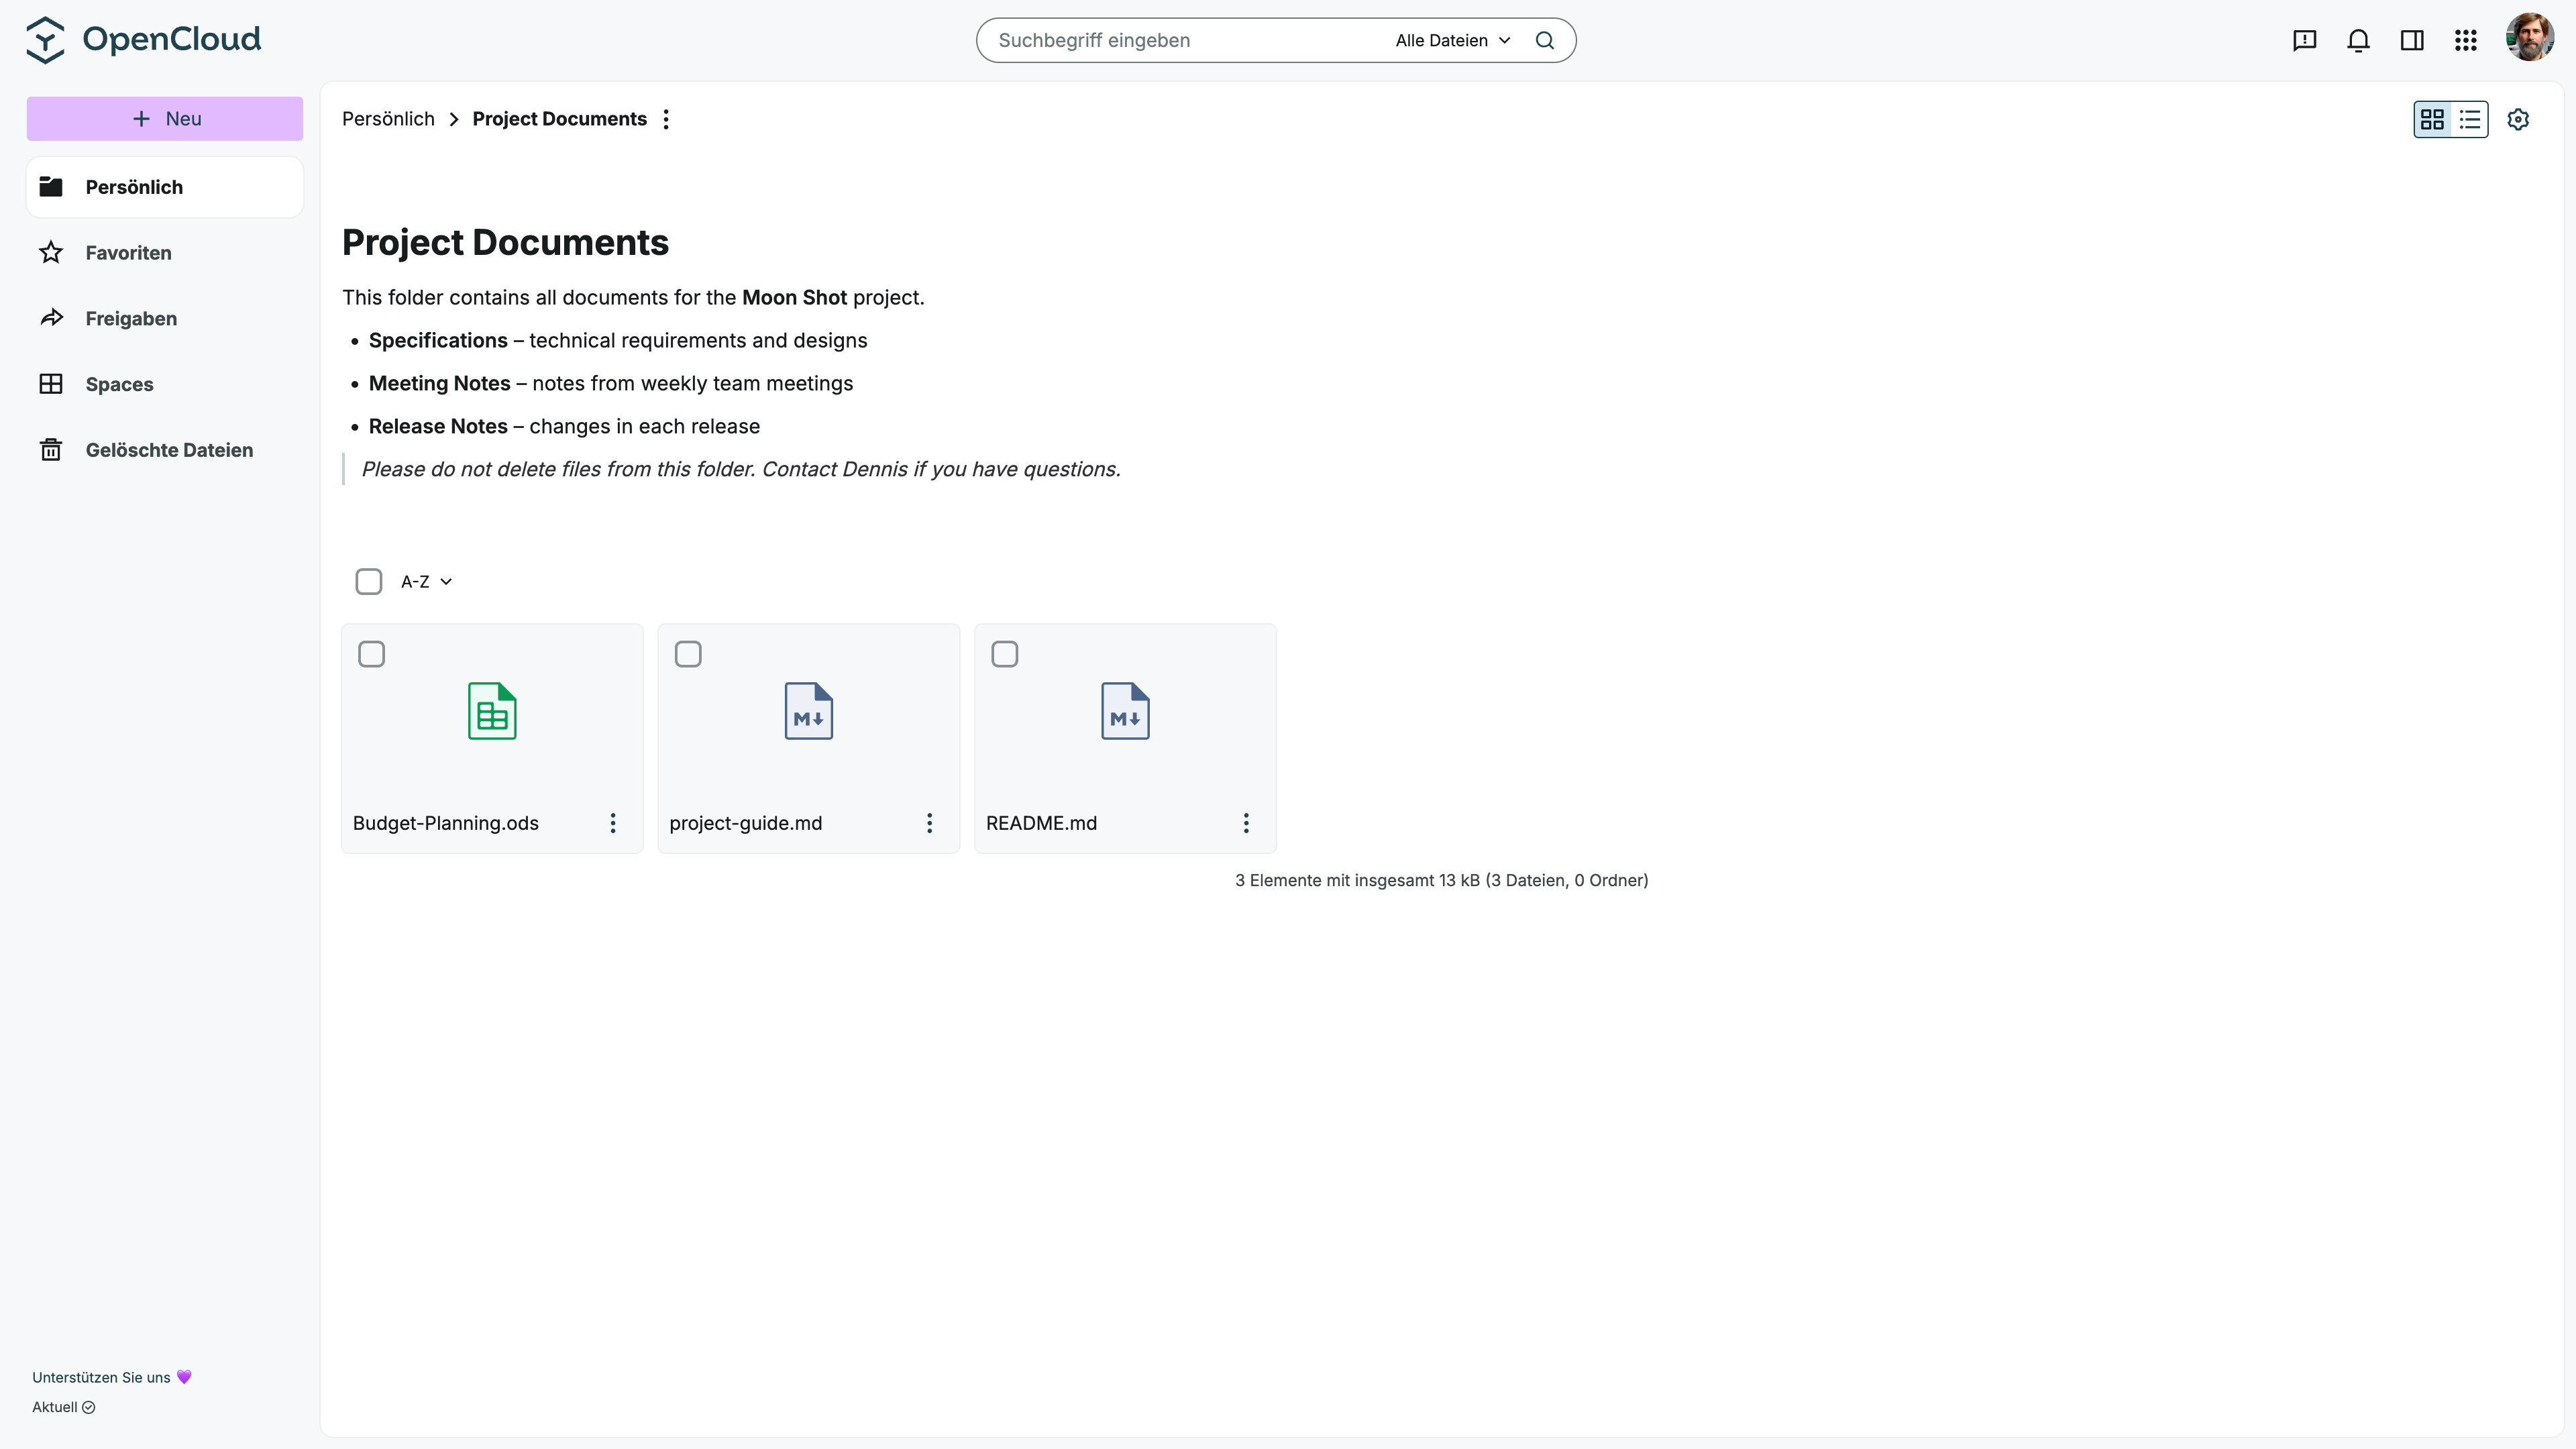 OpenCloud
Suchbegriff eingeben
Alle Dateien
Neu
Persönlich
Favoriten
Freigaben
Spaces
Gelöschte Dateien
Persönlich > Project Documents
Project Documents
This folder contains all documents for the Moon Shot project.
• Specifications – technical requirements and designs
• Meeting Notes – notes from weekly team meetings
• Release Notes – changes in each release
Please do not delete files from this folder. Contact Dennis if you have questions.
A-Z
M
M
Budget-Planning.ods
project-guide.md
README.md
3 Elemente mit insgesamt 13 kB (3 Dateien, 0 Ordner)
Unterstützen Sie uns 💜
Aktuell